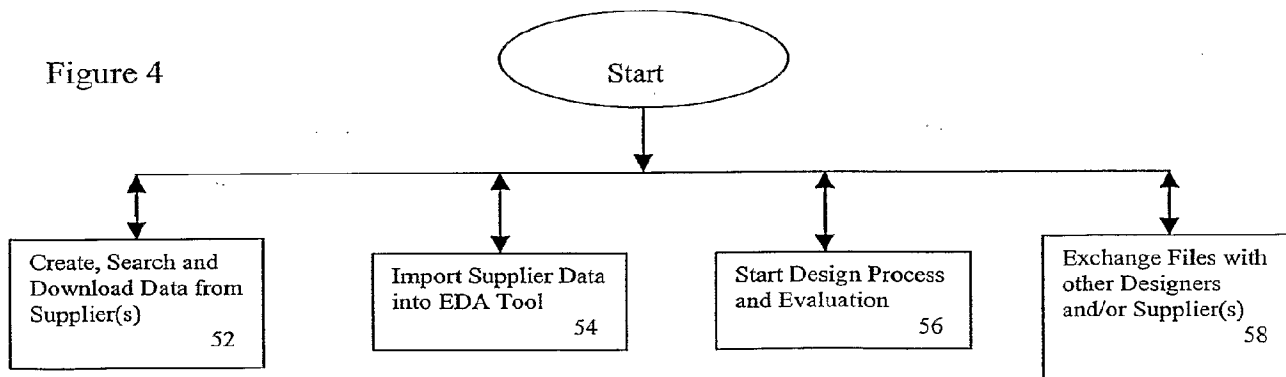 Figure 4
Start
Create, Search and
Download Data from
Supplier(s)
52
Import Supplier Data
into EDA Tool
54
Start Design Process
and Evaluation
56
Exchange Files with
other Designers
and/or Supplier(s)
58